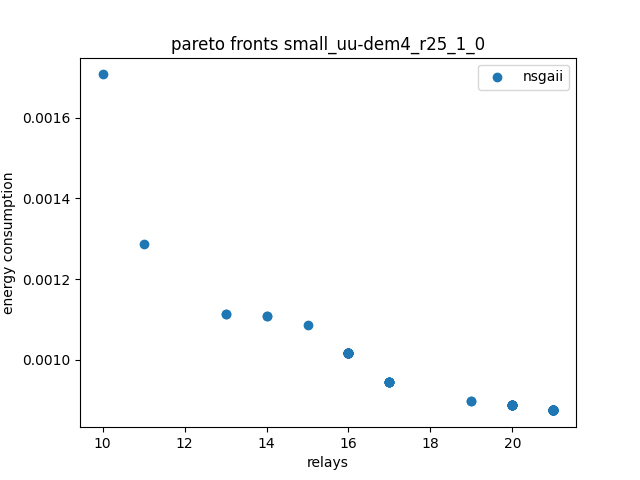 pareto fronts small_uu-dem4_r25_1_0
nsgaii
0.0016
0.0014
0.0012
0.0010
energy consumption
10 12 14 16 18 20
relays